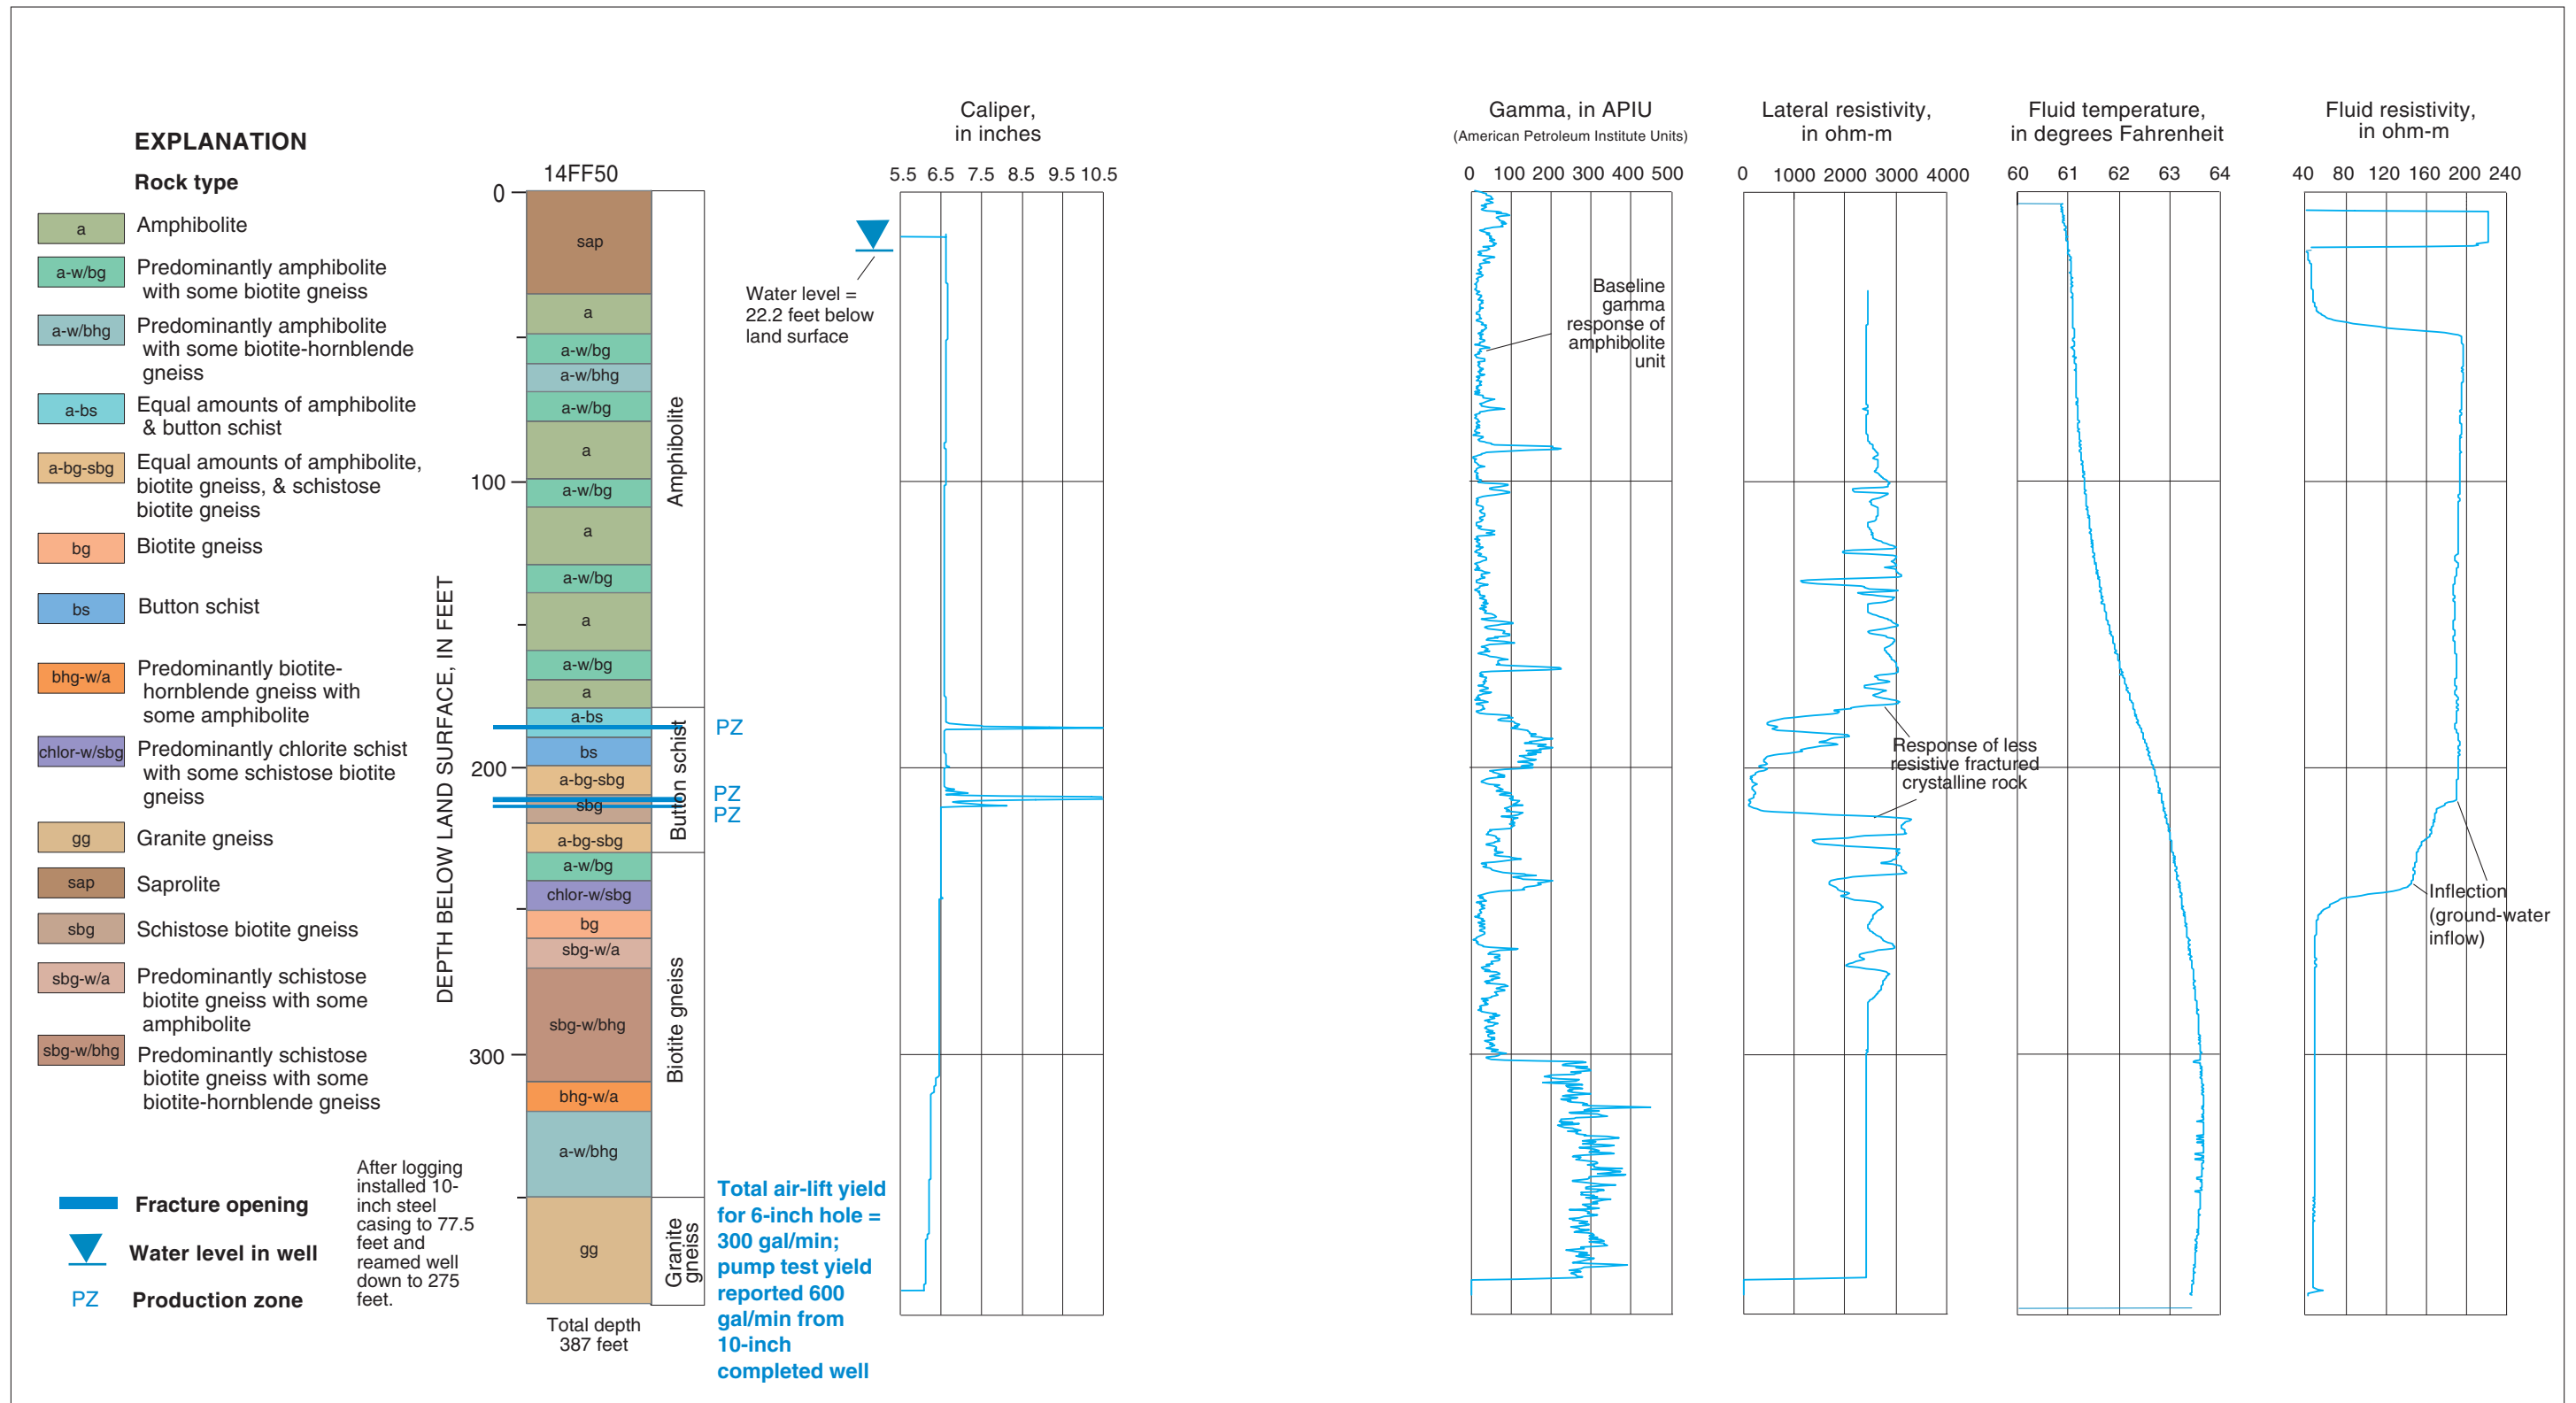 EXPLANATION
Rock type
a
Amphibolite
a-w/bg
Predominantly amphibolite
with some biotite gneiss
a-w/bhg
Predominantly amphibolite
with some biotite-hornblende
gneiss
a-bs
Equal amounts of amphibolite
& button schist
a-bg-sbg
Equal amounts of amphibolite,
biotite gneiss, & schistose
biotite gneiss
bg
Biotite gneiss
bs
Button schist
bhg-w/a
Predominantly biotite-
hornblende gneiss with
some amphibolite
chlor-w/sbg
Predominantly chlorite schist
with some schistose biotite
gneiss
gg
Granite gneiss
sap
Saprolite
sbg
Schistose biotite gneiss
sbg-w/a
Predominantly schistose
biotite gneiss with some
amphibolite
sbg-w/bhg
Predominantly schistose
biotite gneiss with some
biotite-hornblende gneiss
Fracture opening
Water level in well
PZ
Production zone
After logging
installed 10-
inch steel
casing to 77.5
feet and
reamed well
down to 275
feet.
DEPTH BELOW LAND SURFACE, IN FEET
0
100
200
300
14FF50
sap
a
a-w/bg
a-w/bhg
a-w/bg
a
a-w/bg
a
a-w/bg
a
a-w/bg
a
a-bs
bs
a-bg-sbg
sbg
a-bg-sbg
a-w/bg
chlor-w/sbg
bg
sbg-w/a
sbg-w/bhg
bhg-w/a
a-w/bhg
gg
Total depth
387 feet
Amphibolite
Button schist
Biotite gneiss
Granite
gneiss
PZ
PZ
PZ
Water level =
22.2 feet below
land surface
Total air-lift yield
for 6-inch hole =
300 gal/min;
pump test yield
reported 600
gal/min from
10-inch
completed well
Caliper,
in inches
5.5 6.5 7.5 8.5 9.5 10.5
Gamma, in APIU
(American Petroleum Institute Units)
0 100 200 300 400 500
Baseline
gamma
response of
amphibolite
unit
Lateral resistivity,
in ohm-m
0 1000 2000 3000 4000
Response of less
resistive fractured
crystalline rock
Fluid temperature,
in degrees Fahrenheit
60 61 62 63 64
Fluid resistivity,
in ohm-m
40 80 120 160 200 240
Inflection
(ground-water
inflow)